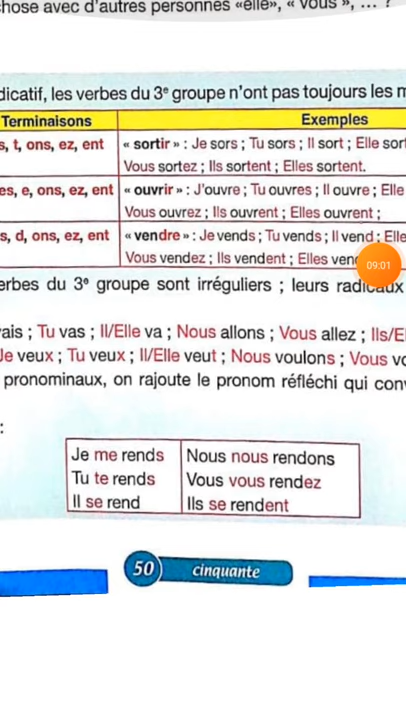 chose avec d'autres personnes «elle», « vous », ... ?
dicatif, les verbes du 3e groupe n'ont pas toujours les
Terminaisons Exemples
s, t, ons, ez, ent « sortir » : Je sors ; Tu sors ; Il sort ; Elle
Vous sortez ; Ils sortent ; Elles sortent.
es, e, ons, ez, ent « ouvrir » : J'ouvre ; Tu ouvres ; Il ouvre ; Elle
Vous ouvrez ; Ils ouvrent ; Elles ouvrent ;
s, d, ons, ez, ent « vendre » : Je vends ; Tu vends ; Il vend ; Elle
Vous vendez ; Ils vendent ; Elles
09:01
erbes du 3e groupe sont irréguliers ; leurs radicaux
ais ; Tu vas ; Il/Elle va ; Nous allons ; Vous allez ; Ils/
Je veux ; Tu veux ; Il/Elle veut ; Nous voulons ; Vous
pronominaux, on rajoute le pronom réfléchi qui
:
Je me rends Nous nous rendons
Tu te rends Vous vous rendez
Il se rend Ils se rendent
50 cinquante